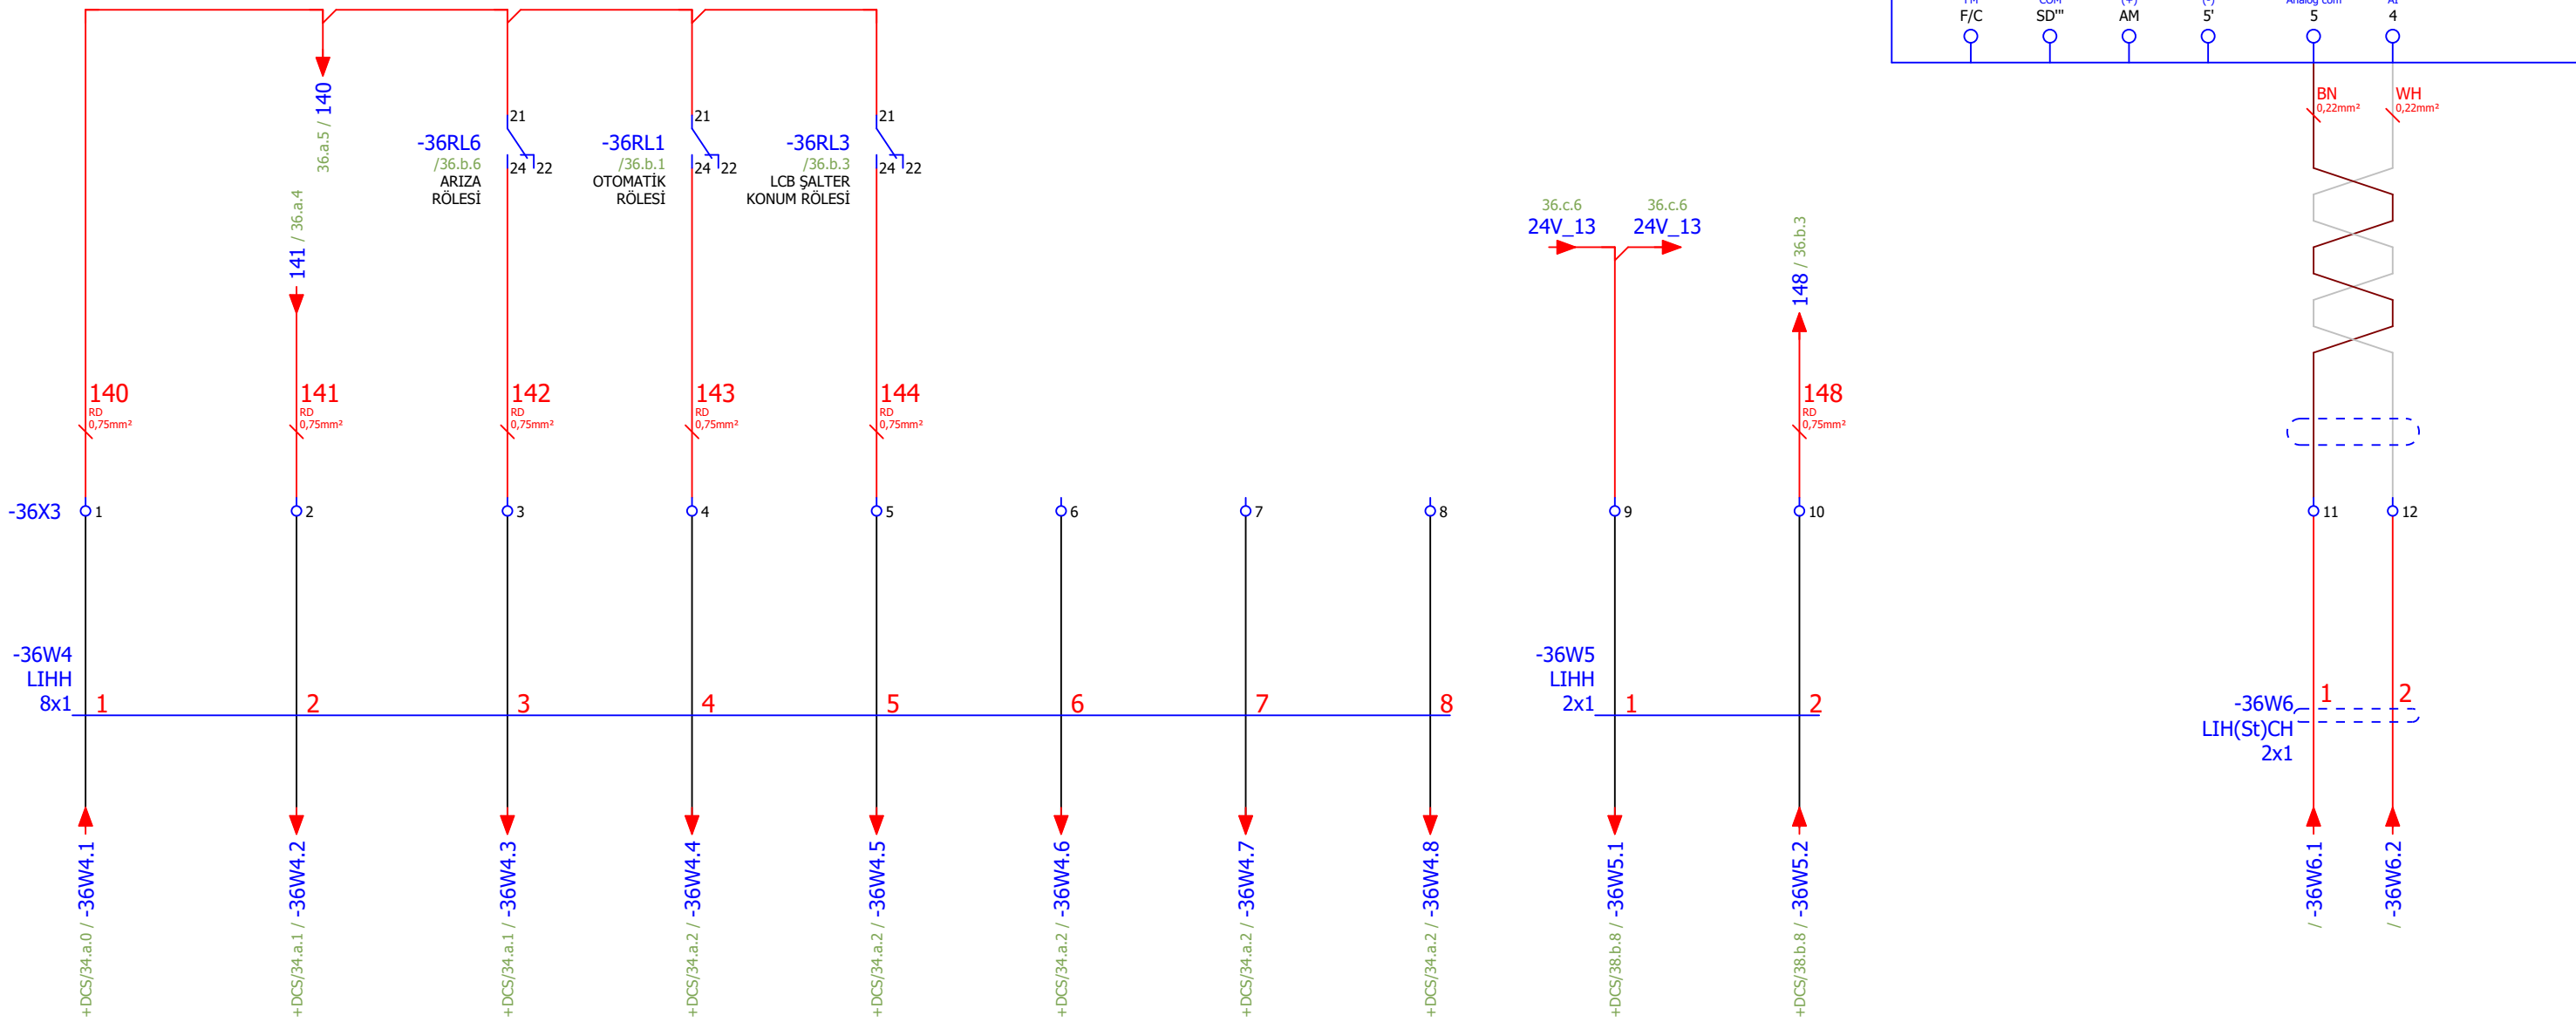 FM COM (+) (-) Analog com AI
F/C SD''' AM 5' 5 4
BN
0,22mm²
WH
0,22mm²
36.a.5 / 140
141 / 36.a.4
21
-36RL6
/36.b.6
24 22
ARIZA
RÖLESİ
21
-36RL1
/36.b.1
24 22
OTOMATİK
RÖLESİ
21
-36RL3
/36.b.3
24 22
LCB ŞALTER
KONUM RÖLESİ
36.c.6 36.c.6
24V_13 24V_13
148 / 36.b.3
140
RD
0,75mm²
141
RD
0,75mm²
142
RD
0,75mm²
143
RD
0,75mm²
144
RD
0,75mm²
148
RD
0,75mm²
-36X3 1 2 3 4 5 6 7 8 9 10 11 12
-36W4
LIHH
8x1
1 2 3 4 5 6 7 8
-36W5
LIHH
2x1
1 2
-36W6
LIH(St)CH
2x1
1 2
+DCS/34.a.0 / -36W4.1
+DCS/34.a.1 / -36W4.2
+DCS/34.a.1 / -36W4.3
+DCS/34.a.2 / -36W4.4
+DCS/34.a.2 / -36W4.5
+DCS/34.a.2 / -36W4.6
+DCS/34.a.2 / -36W4.7
+DCS/34.a.2 / -36W4.8
+DCS/38.b.8 / -36W5.1
+DCS/38.b.8 / -36W5.2
/ -36W6.1
/ -36W6.2